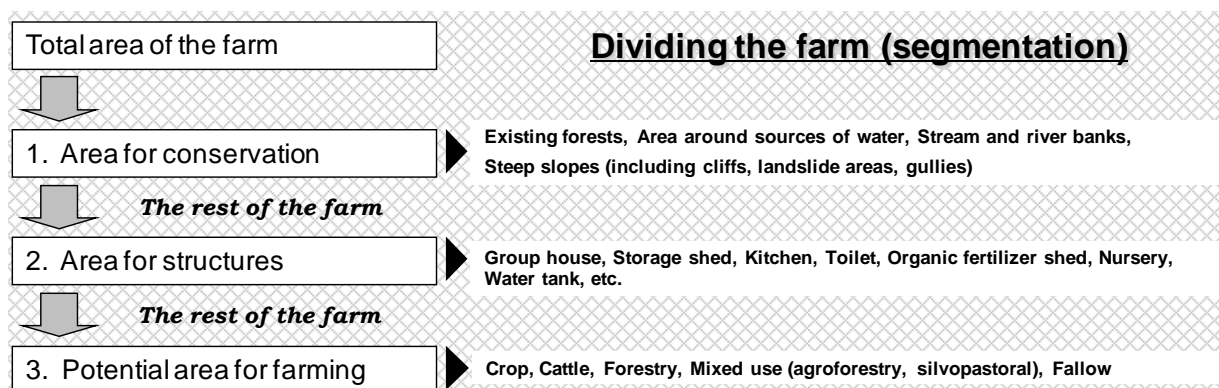 Total area of the farm
Dividing the farm (segmentation)
1. Area for conservation
Existing forests, Area around sources of water, Stream and river banks,
Steep slopes (including cliffs, landslide areas, gullies)
The rest of the farm
2. Area for structures
Group house, Storage shed, Kitchen, Toilet, Organic fertilizer shed, Nursery,
Water tank, etc.
The rest of the farm
3. Potential area for farming
Crop, Cattle, Forestry, Mixed use (agroforestry, silvopastoral), Fallow